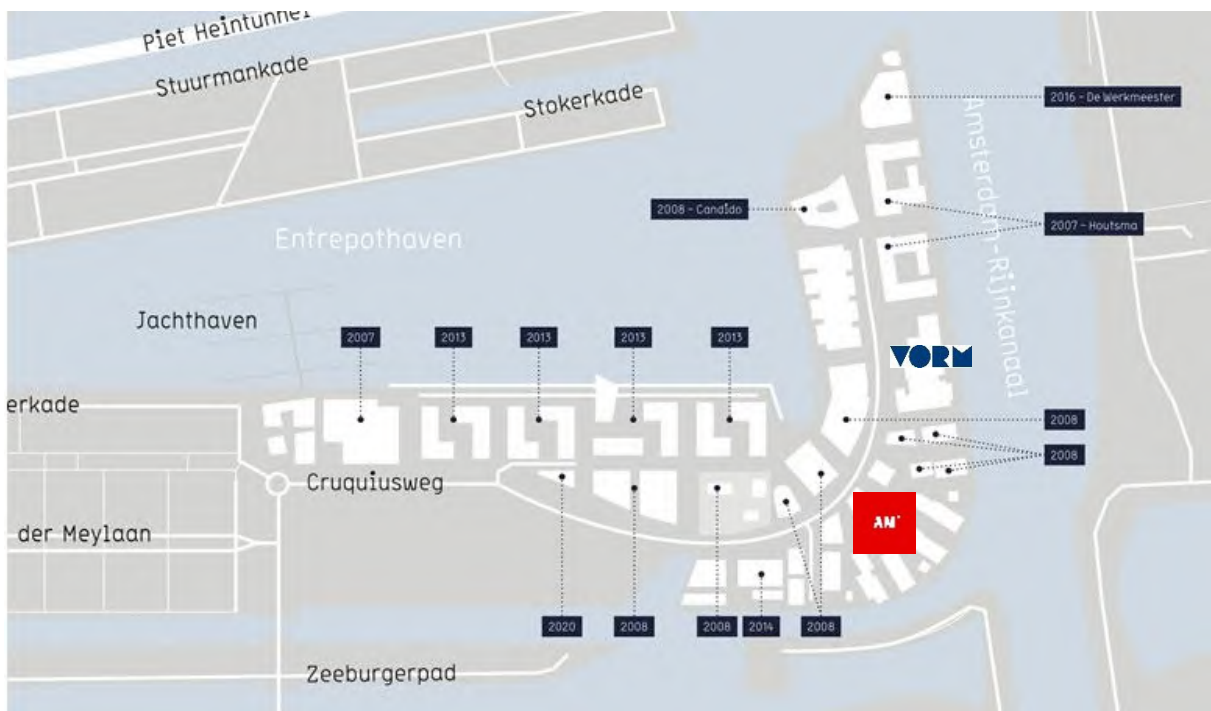 Piet Heintunnel
Stuurmankade
Stokerkade
2016 - De Werkmeester
Amsterdam-Rijnkanaal
2008 - Candido
2007 - Houtsma
Entrepothaven
Jachthaven
2007
2013
2013
2013
2013
VORM
erkade
2008
2008
Cruquiusweg
AM
der Meylaan
2020
2008
2008
2014
2008
Zeeburgerpad